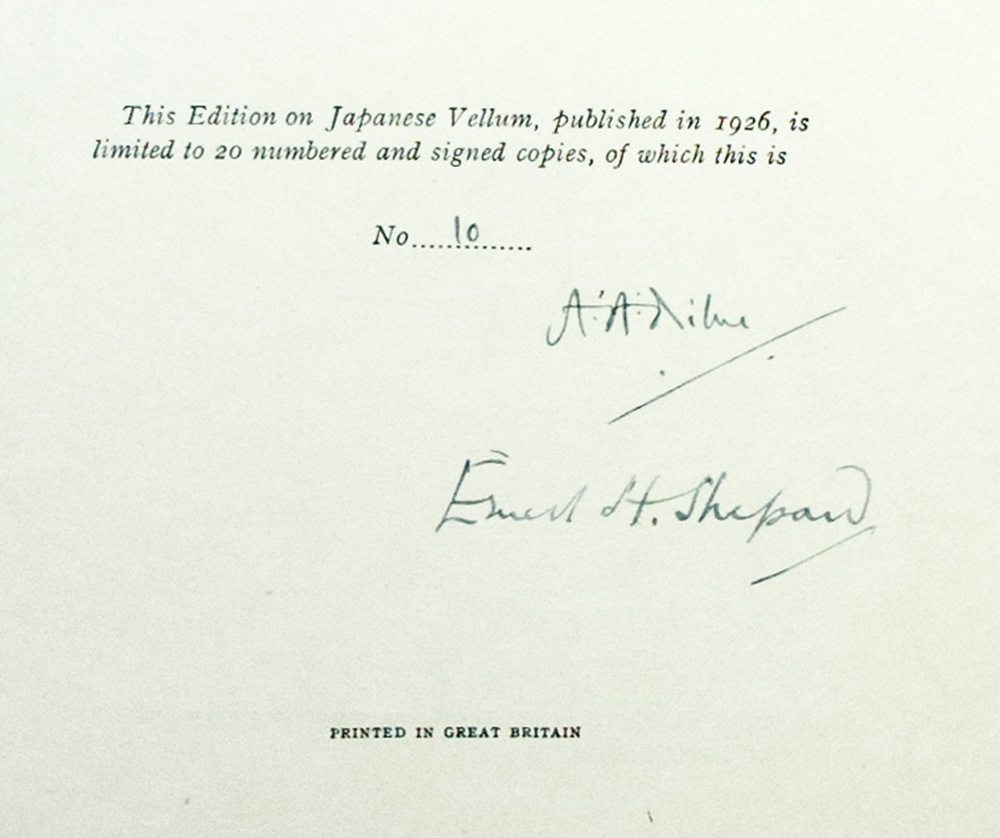 This Edition on Japanese Vellum, published in 1926, is
limited to 20 numbered and signed copies, of which this is
No.....10......
A.A.Milne
Ernest H. Shepard
PRINTED IN GREAT BRITAIN